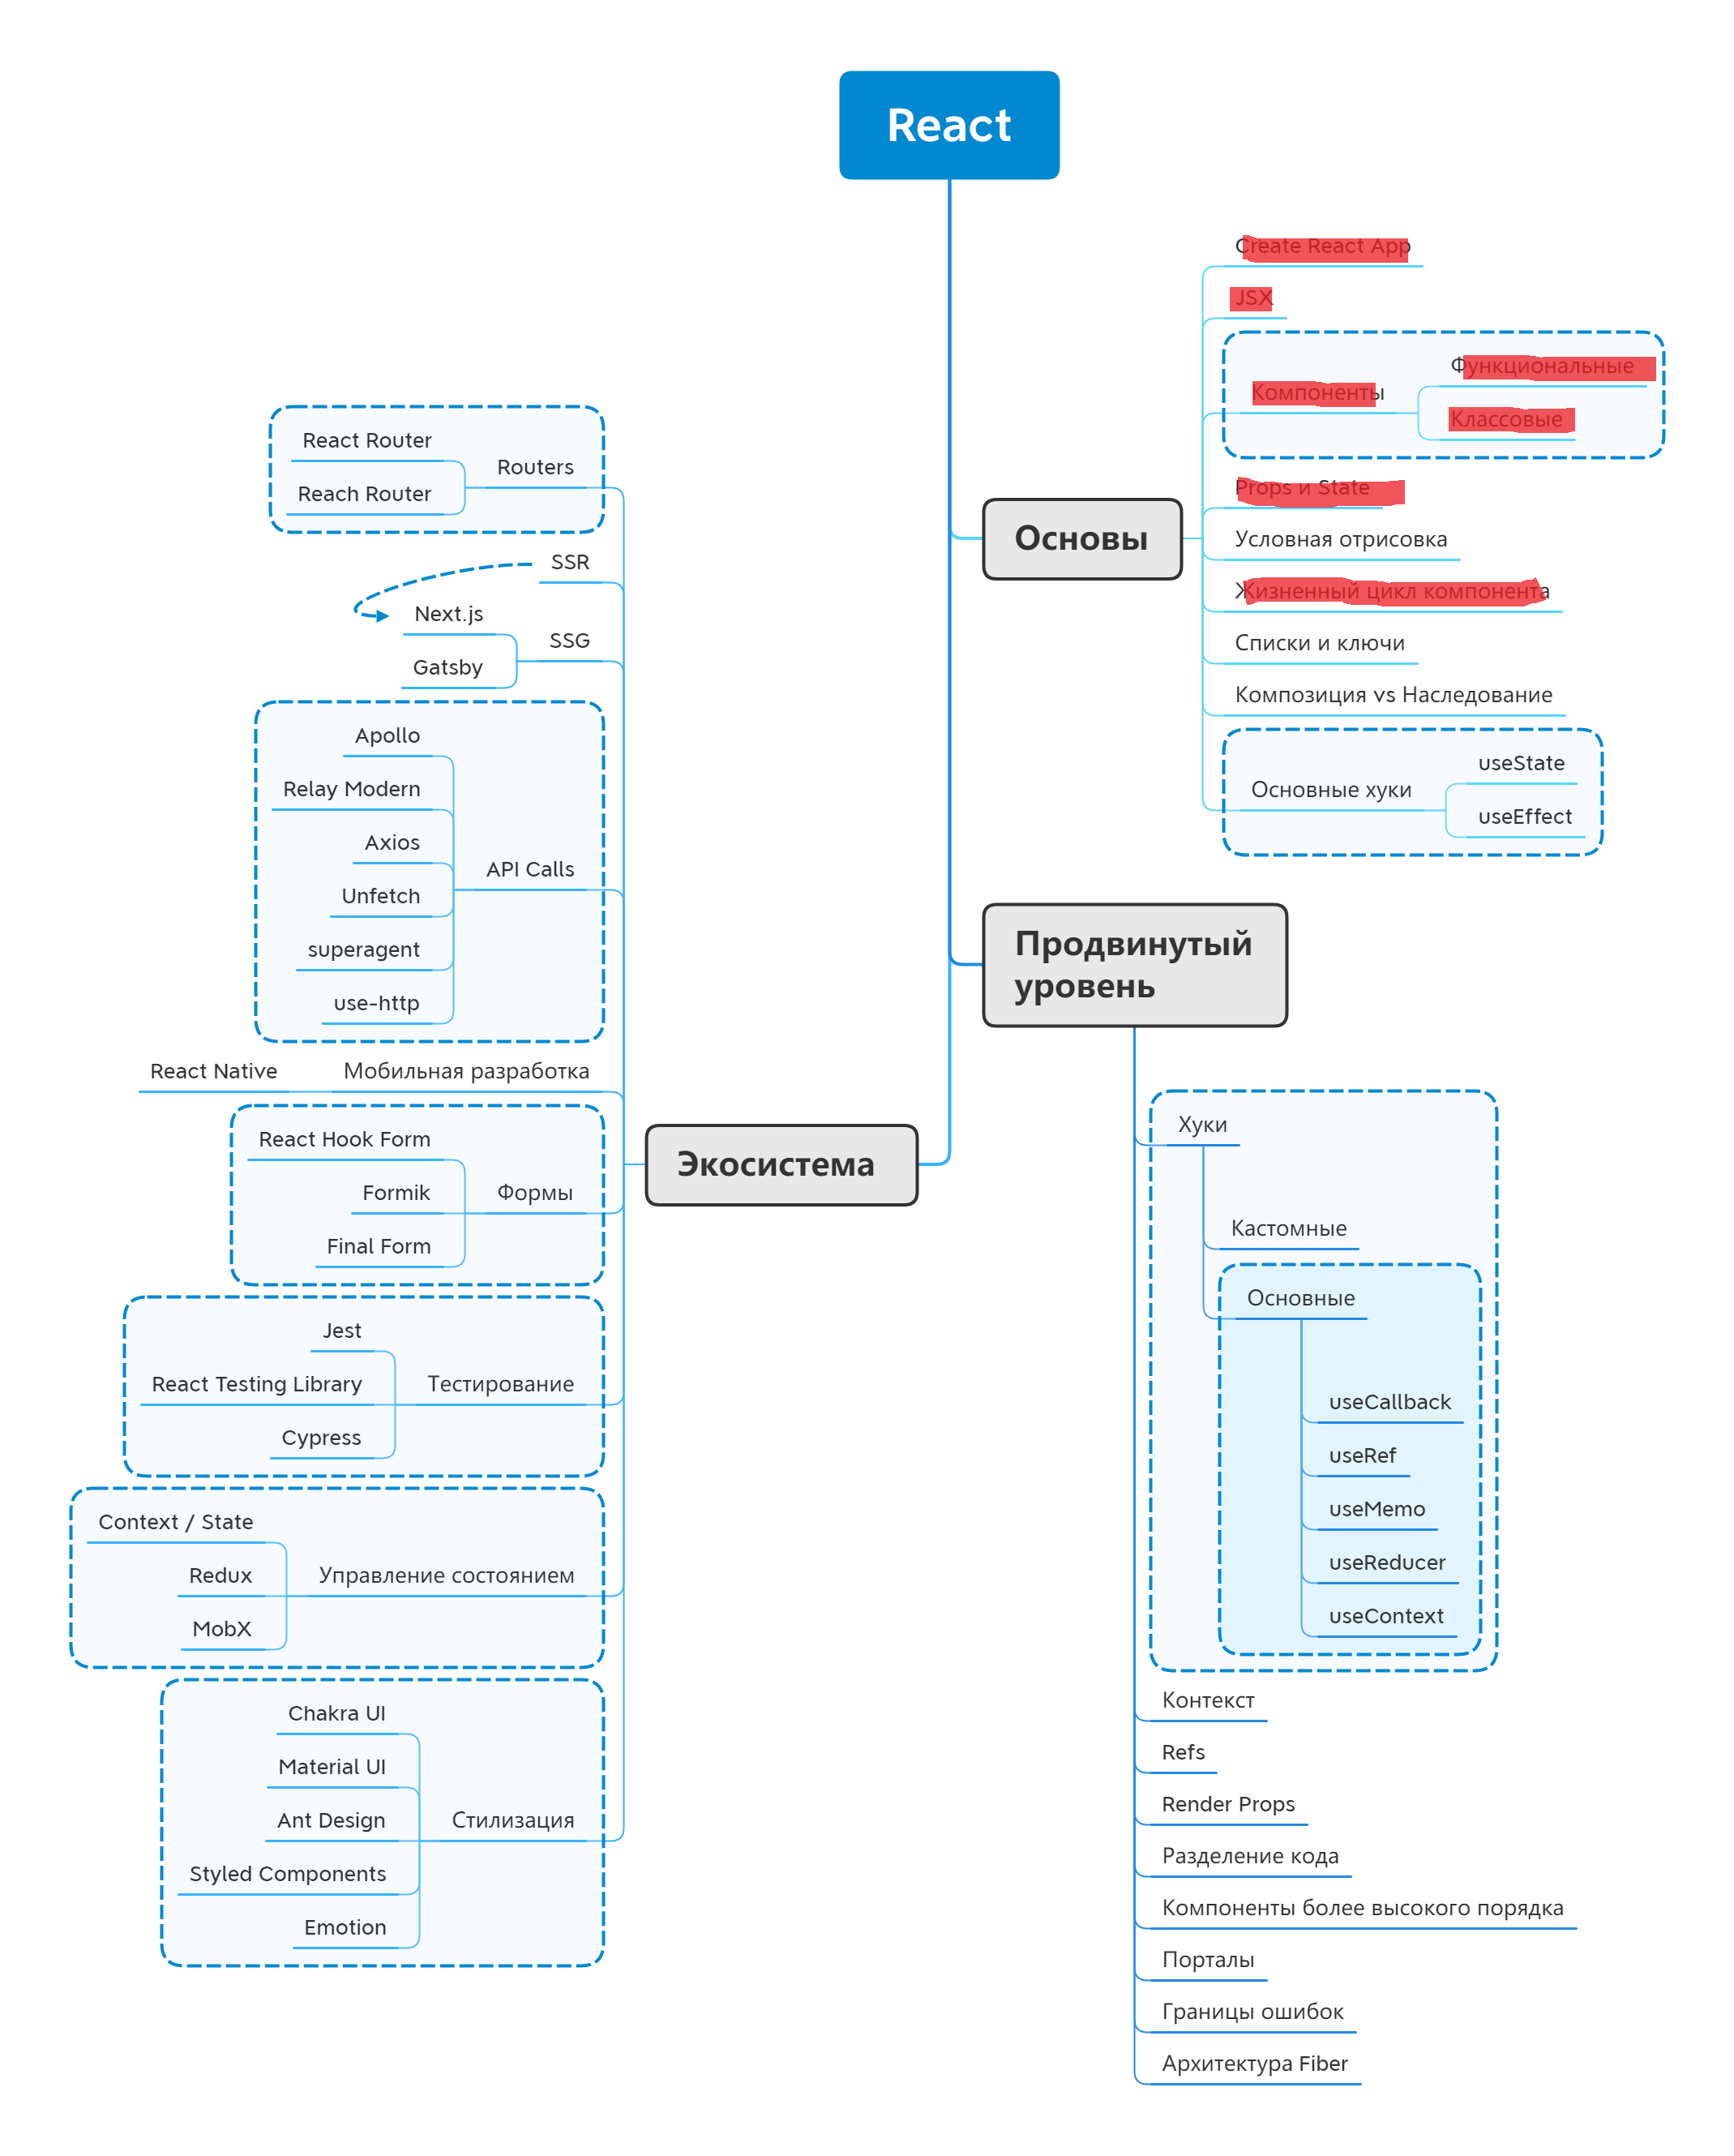 React
Create React App
JSX
Компоненты
Функциональные
Классовые
Props и State
Основы
Условная отрисовка
Жизненный цикл компонента
Списки и ключи
Композиция vs Наследование
Основные хуки
useState
useEffect
Продвинутый
уровень
Хуки
Кастомные
Основные
useCallback
useRef
useMemo
useReducer
useContext
Контекст
Refs
Render Props
Разделение кода
Компоненты более высокого порядка
Порталы
Границы ошибок
Архитектура Fiber
Экосистема
Routers
React Router
Reach Router
SSR
SSG
Next.js
Gatsby
API Calls
Apollo
Relay Modern
Axios
Unfetch
superagent
use-http
Мобильная разработка
React Native
Формы
React Hook Form
Formik
Final Form
Тестирование
Jest
React Testing Library
Cypress
Управление состоянием
Context / State
Redux
MobX
Стилизация
Chakra UI
Material UI
Ant Design
Styled Components
Emotion